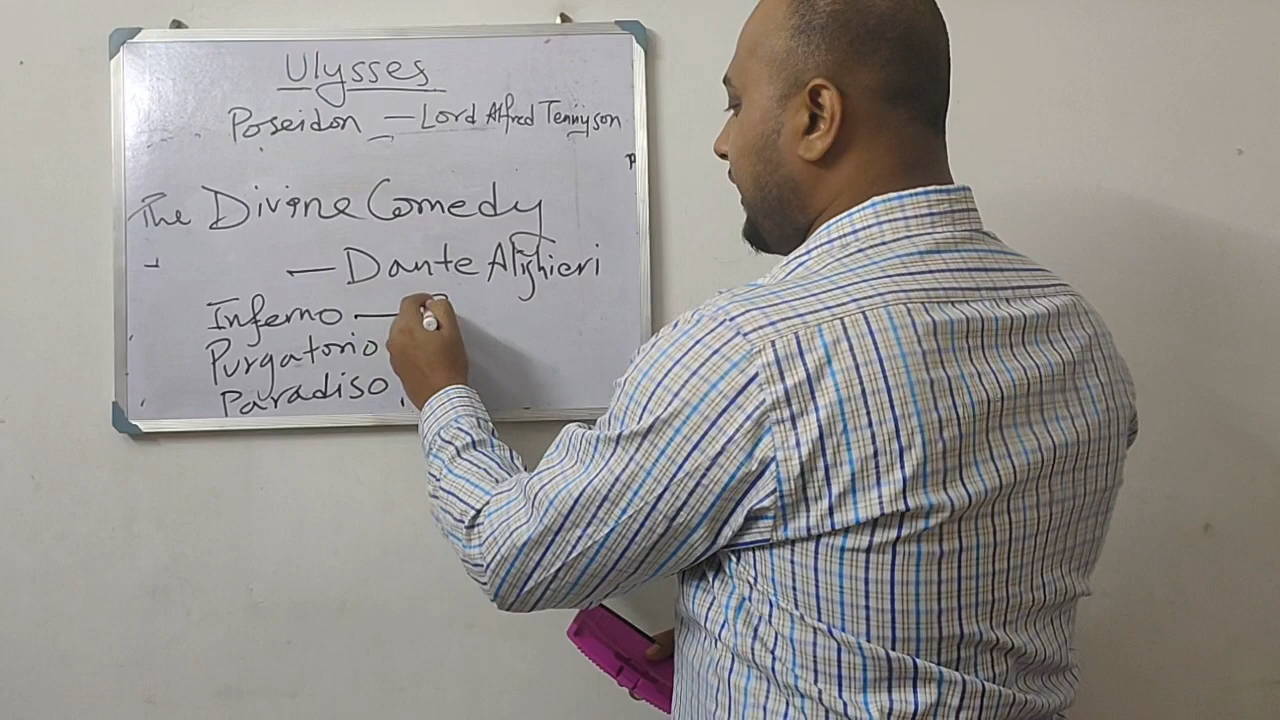 Ulysses
Poseidon — Lord Alfred Tennyson
The Divine Comedy
— Dante Alighieri
Inferno —
Purgatorio
Paradiso